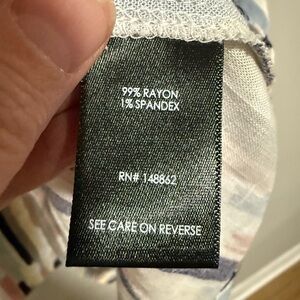 99% RAYON
1% SPANDEX
RN# 148862
SEE CARE ON REVERSE